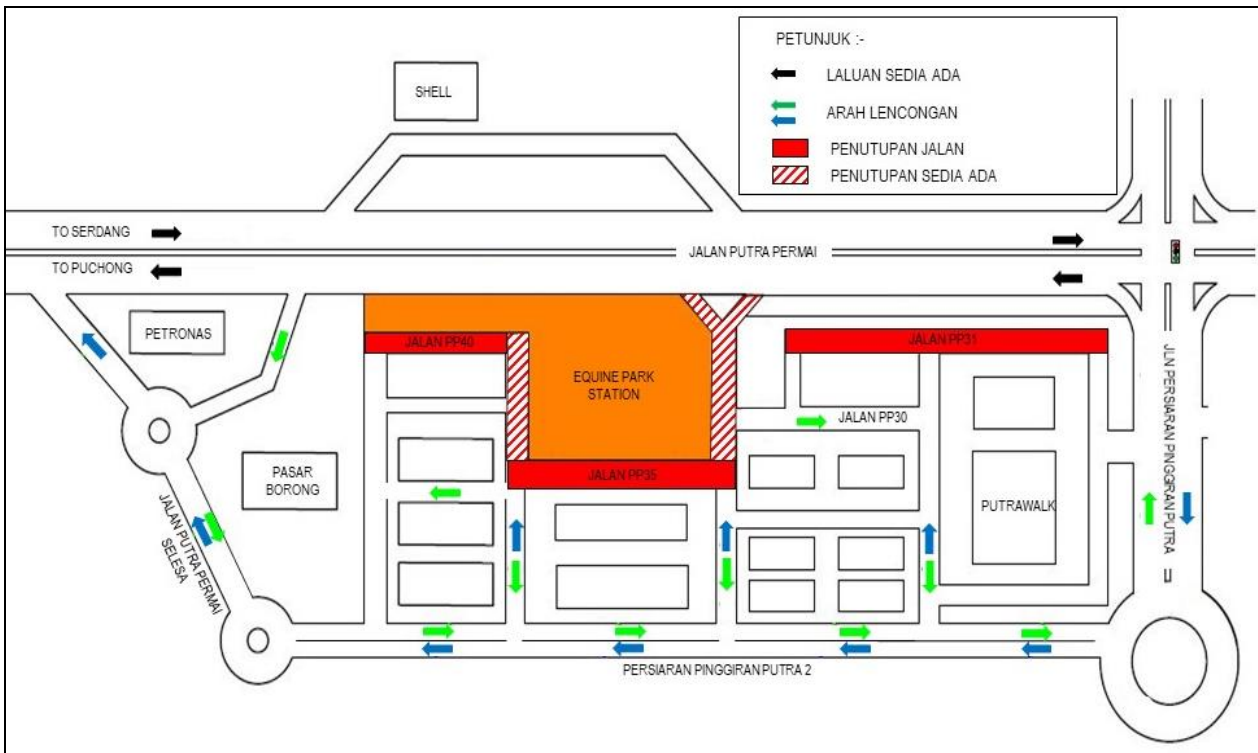 PETUNJUK :-
LALUAN SEDIA ADA
ARAH LENCONGAN
PENUTUPAN JALAN
PENUTUPAN SEDIA ADA
SHELL
TO SERDANG
JALAN PUTRA PERMAI
TO PUCHONG
PETRONAS
JALAN PP40
JALAN PP31
EQUINE PARK
STATION
JALAN PP30
JLN PERSIARAN PINGGIRAN PUTRA
PASAR
BORONG
JALAN PP35
PUTRAWALK
JALAN PUTRA PERMAI
SELESA
PERSIARAN PINGGIRAN PUTRA 2